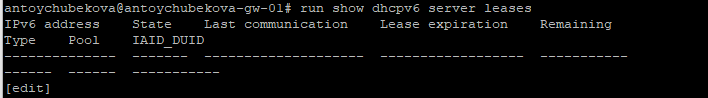 antoychubekova@antoychubekova-gw-01# run show dhcpv6 server leases
IPv6 address    State    Last communication    Lease expiration    Remaining
Type    Pool    IAID_DUID
--------------  -------  --------------------  ------------------  -----------
------  ------  -----------
[edit]